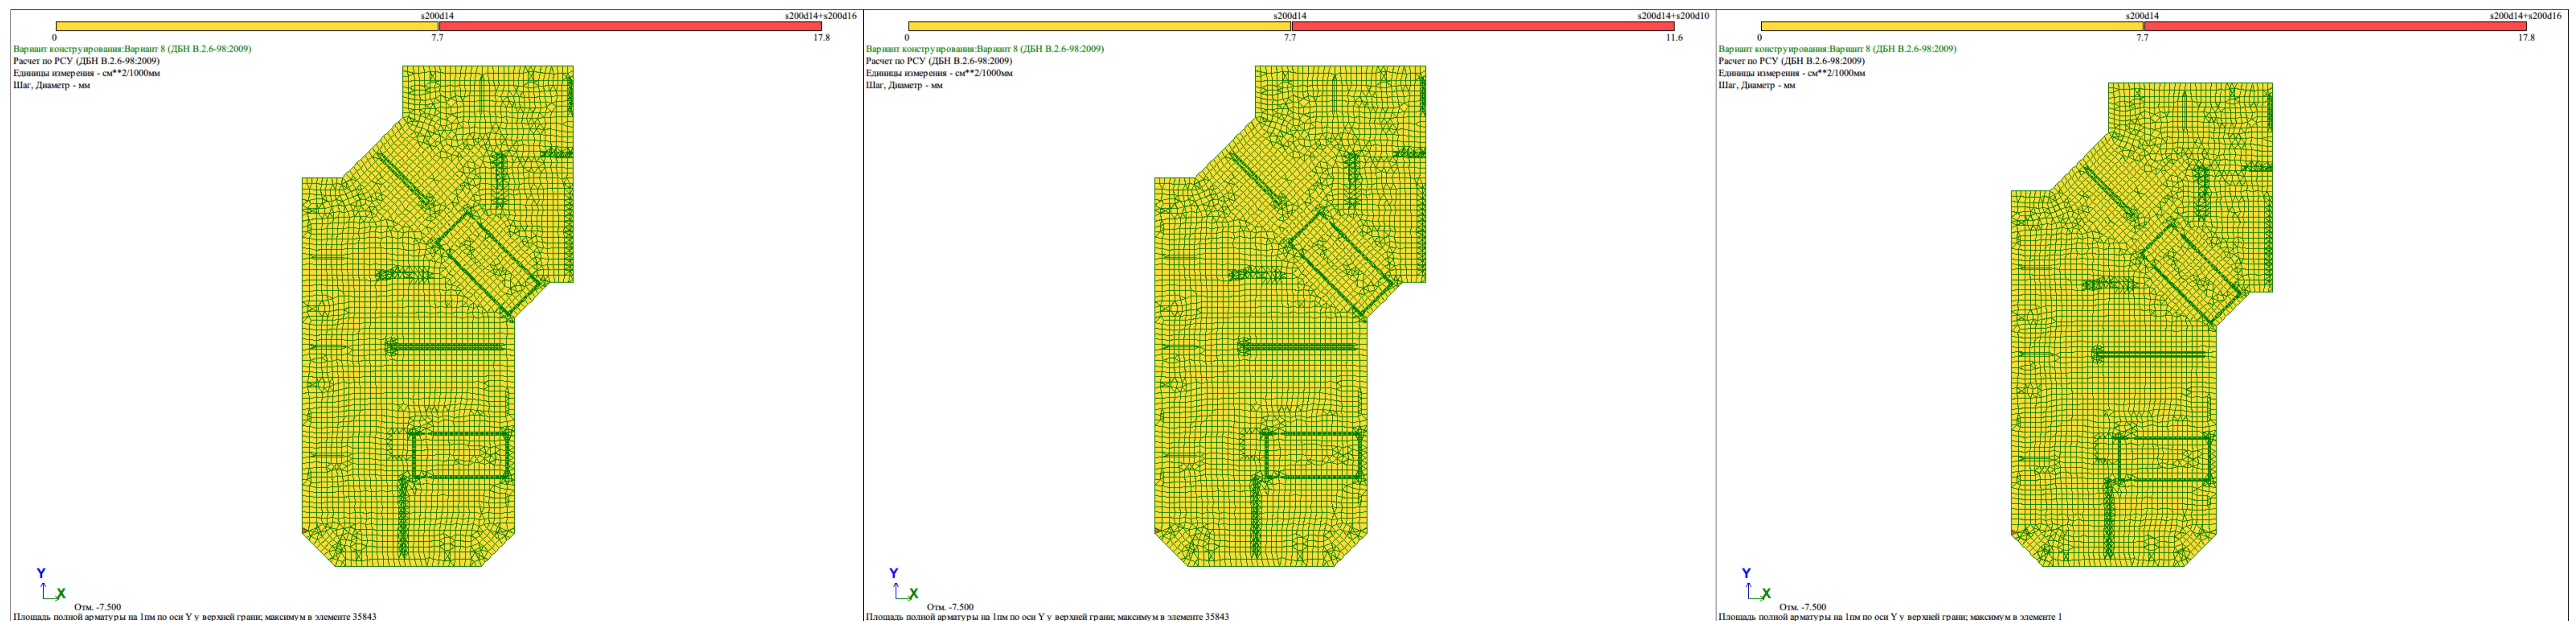 s200d14
s200d14+s200d16
0
7.7
17.8
Вариант конструирования:Вариант 8 (ДБН В.2.6-98:2009)
Расчет по РСУ (ДБН В.2.6-98:2009)
Единицы измерения - см**2/1000мм
Шаг, Диаметр - мм
Y
X
Отм. -7.500
Площадь полной арматуры на 1пм по оси Y у верхней грани; максимум в элементе 35843
s200d14
s200d14+s200d10
0
7.7
11.6
Вариант конструирования:Вариант 8 (ДБН В.2.6-98:2009)
Расчет по РСУ (ДБН В.2.6-98:2009)
Единицы измерения - см**2/1000мм
Шаг, Диаметр - мм
Y
X
Отм. -7.500
Площадь полной арматуры на 1пм по оси Y у верхней грани; максимум в элементе 35843
s200d14
s200d14+s200d16
0
7.7
17.8
Вариант конструирования:Вариант 8 (ДБН В.2.6-98:2009)
Расчет по РСУ (ДБН В.2.6-98:2009)
Единицы измерения - см**2/1000мм
Шаг, Диаметр - мм
Y
X
Отм. -7.500
Площадь полной арматуры на 1пм по оси Y у верхней грани; максимум в элементе 1